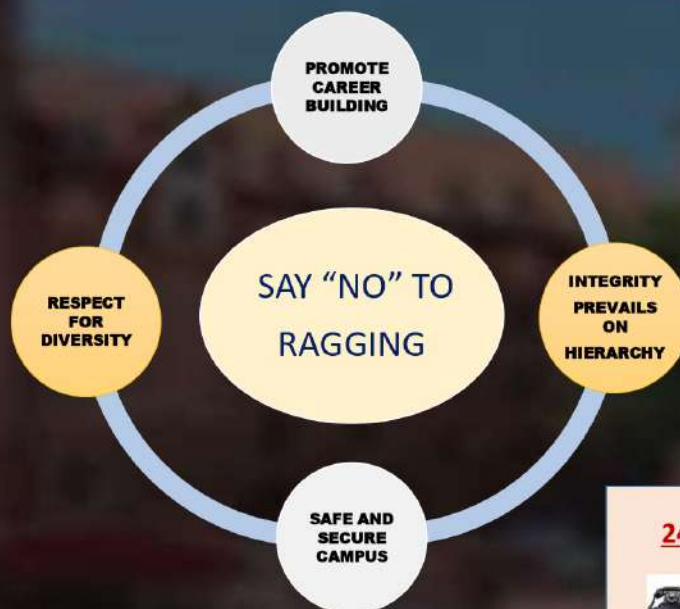 PROMOTE
CAREER
BUILDING
SAY “NO” TO
RAGGING
RESPECT
FOR
DIVERSITY
INTEGRITY
PREVAILS
ON
HIERARCHY
SAFE AND
SECURE
CAMPUS